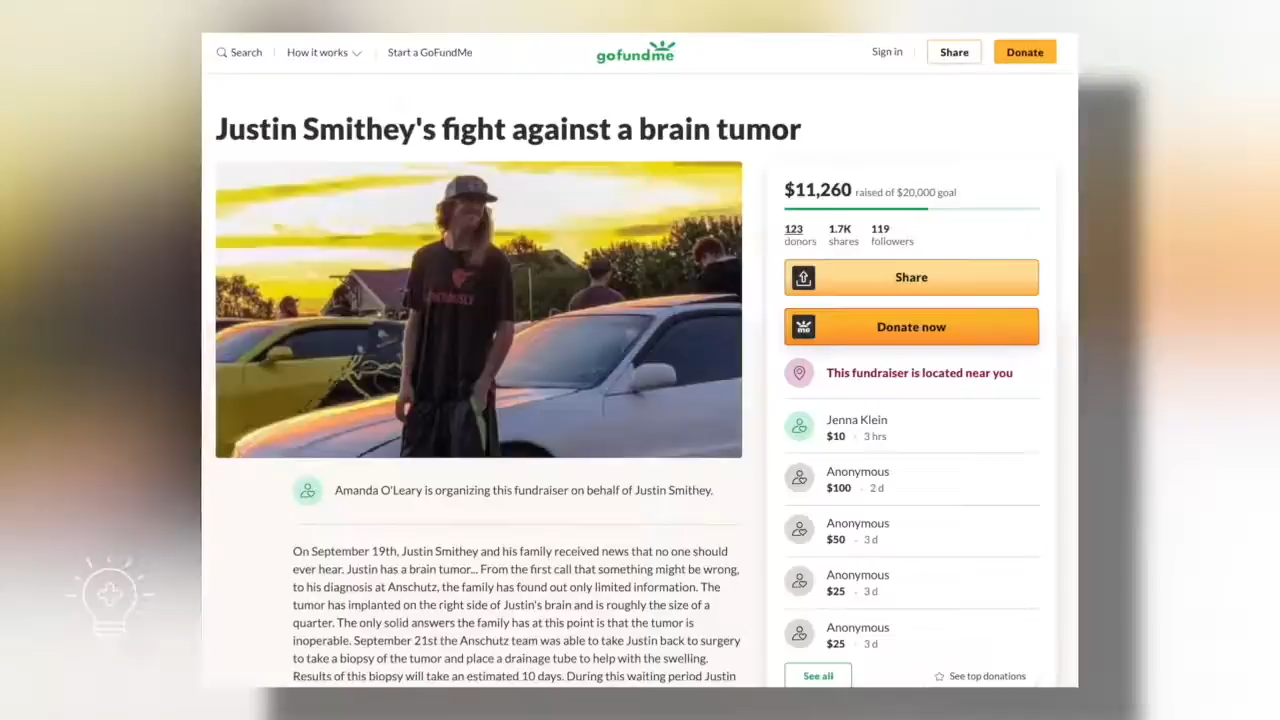 Search
How it works
Start a GoFundMe
gofundme
Sign in
Share
Donate
Justin Smithey's fight against a brain tumor
$11,260 raised of $20,000 goal
123 donors
1.7K shares
119 followers
Share
Donate now
This fundraiser is located near you
Jenna Klein
$10 · 3 hrs
Anonymous
$100 · 2 d
Anonymous
$50 · 3 d
Anonymous
$25 · 3 d
Anonymous
$25 · 3 d
See all
See top donations
Amanda O'Leary is organizing this fundraiser on behalf of Justin Smithey.
On September 19th, Justin Smithey and his family received news that no one should
ever hear. Justin has a brain tumor... From the first call that something might be wrong,
to his diagnosis at Anschutz, the family has found out only limited information. The
tumor has implanted on the right side of Justin's brain and is roughly the size of a
quarter. The only solid answers the family has at this point is that the tumor is
inoperable. September 21st the Anschutz team was able to take Justin back to surgery
to take a biopsy of the tumor and place a drainage tube to help with the swelling.
Results of this biopsy will take an estimated 10 days. During this waiting period Justin